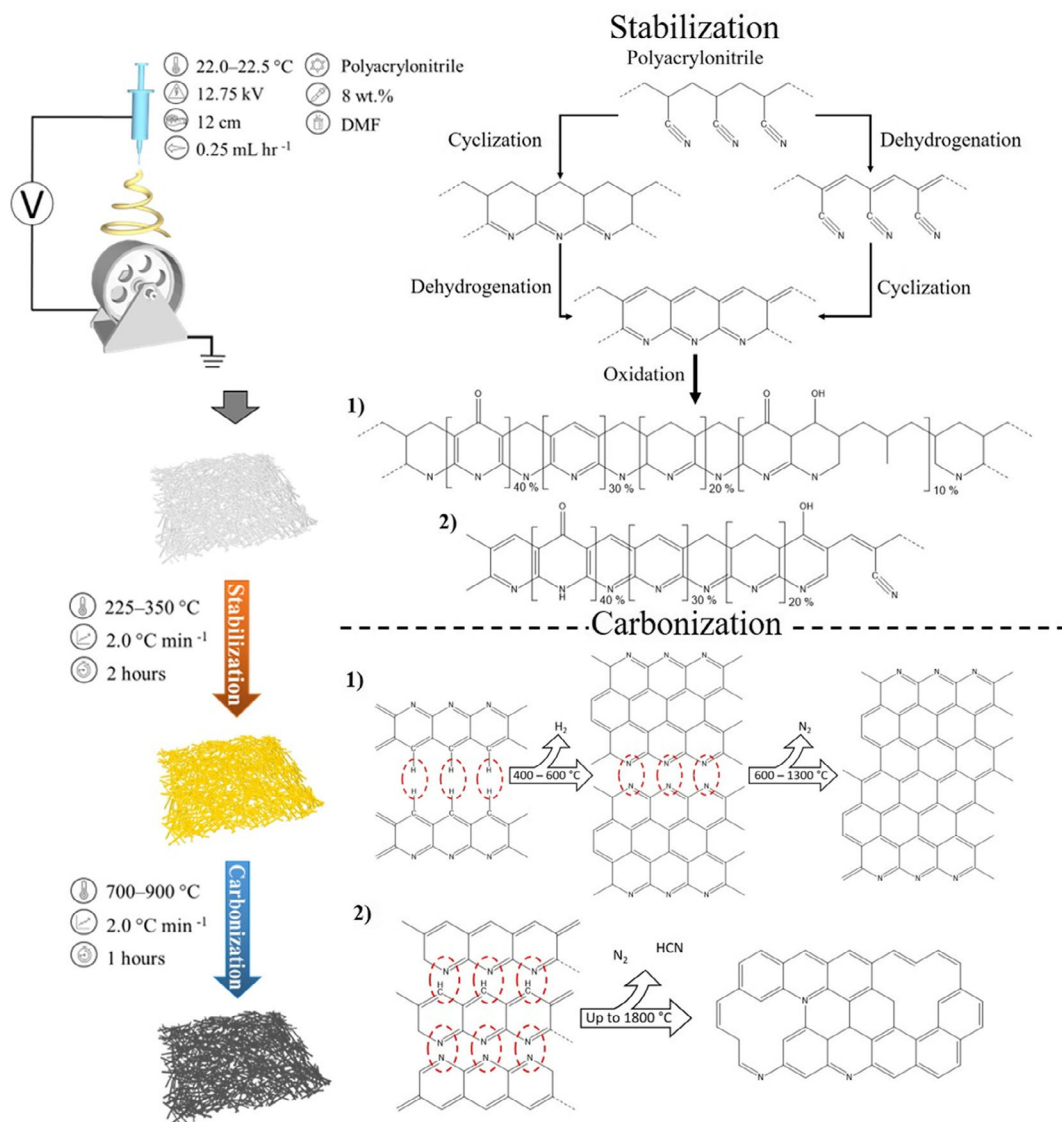 22.0–22.5 °C
12.75 kV
12 cm
0.25 mL hr -1
Polyacrylonitrile
8 wt.%
DMF
V
Stabilization
225–350 °C
2.0 °C min -1
2 hours
Carbonization
700–900 °C
2.0 °C min -1
1 hours
Stabilization
Polyacrylonitrile
Cyclization
Dehydrogenation
C C C
N N N
N N N
C C C
N N N
Dehydrogenation
Cyclization
N N N
Oxidation
1)
O O OH
N N N N N N N N N N
H H H H H H H
40 % 30 % 20 % 10 %
2)
O OH
C
N N N N N N N N
H
40 % 30 % 20 %
Carbonization
1)
N N N
C C C
H H H
H H H
C C C
N N N
H2
400 – 600 °C
N N N
N N N
N N N
N N N
N2
600 – 1300 °C
N N N
N N N
2)
N N N
C C C
H H H
N N N
N N N
N2
HCN
Up to 1800 °C
N
N N